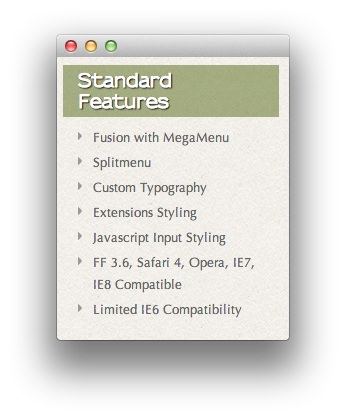 Standard
Features
Fusion with MegaMenu
Splitmenu
Custom Typography
Extensions Styling
Javascript Input Styling
FF 3.6, Safari 4, Opera, IE7,
IE8 Compatible
Limited IE6 Compatibility